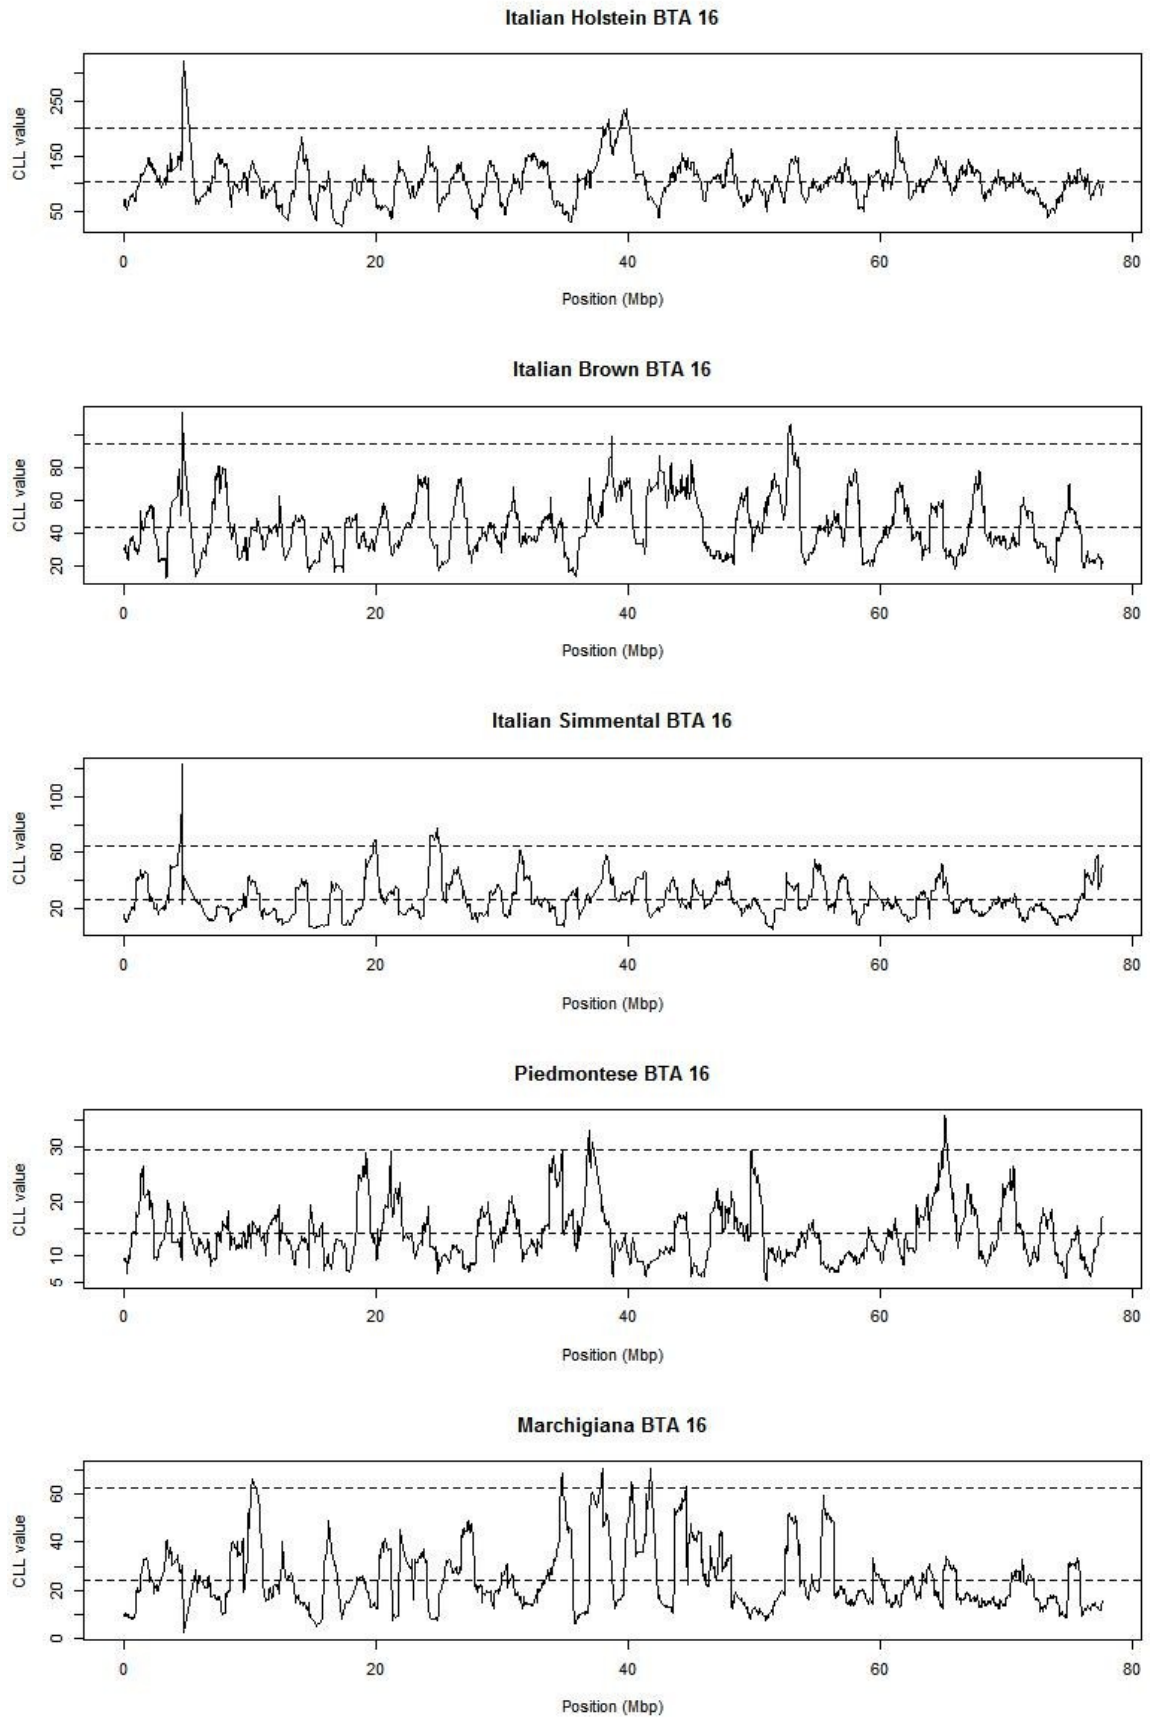 Italian Holstein BTA 16
CLL value
50 150 250
0 20 40 60 80
Position (Mbp)
Italian Brown BTA 16
CLL value
20 40 60 80
0 20 40 60 80
Position (Mbp)
Italian Simmental BTA 16
CLL value
20 60 100
0 20 40 60 80
Position (Mbp)
Piedmontese BTA 16
CLL value
5 10 20 30
0 20 40 60 80
Position (Mbp)
Marchigiana BTA 16
CLL value
0 20 40 60
0 20 40 60 80
Position (Mbp)